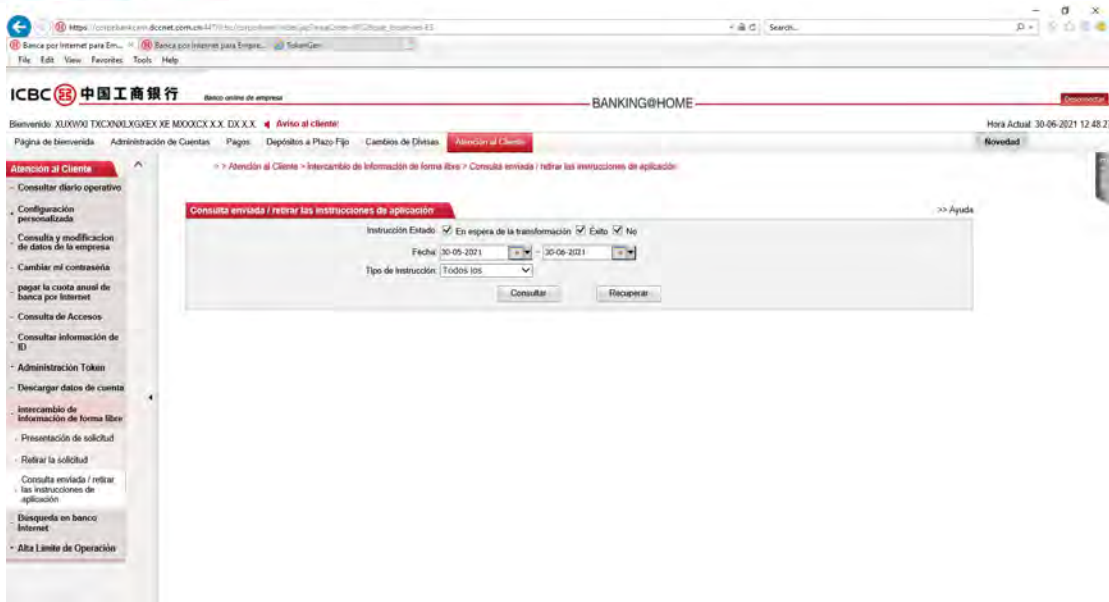 Search...
Banca por Internet para Em...
Banca por Internet para Empre...
TokenGen
File Edit View Favorites Tools Help
ICBC 中国工商银行 Banco online de empresa
BANKING@HOME
Desconectar
Bienvenido XUXWXI TXCXNXLXGXEX XE MXXXCX X.X. DX X.X. Aviso al cliente:
Hora Actual: 30-06-2021 12:48:2
Página de bienvenida Administración de Cuentas Pagos Depósitos a Plazo Fijo Cambios de Divisas Atención al Cliente Novedad
> > Atención al Cliente > Intercambio de Información de forma libre > Consulta enviada / retirar las instrucciones de aplicación
Atención al Cliente
Consultar diario operativo
Configuración
personalizada
Consulta y modificacion
de datos de la empresa
Cambiar mi contraseña
pagar la cuota anual de
banca por Internet
Consulta de Accesos
Consultar información de
ID
Administración Token
Descargar datos de cuenta
Intercambio de
información de forma libre
Presentación de solicitud
Retirar la solicitud
Consulta enviada / retirar
las instrucciones de
aplicación
Búsqueda en banco
Internet
Alta Limite de Operación
Consulta enviada / retirar las instrucciones de aplicación
>> Ayuda
Instrucción Estado: En espera de la transformación Éxito No
Fecha: 30-05-2021 - 30-06-2021
Tipo de instrucción: Todos los
Consultar Recuperar